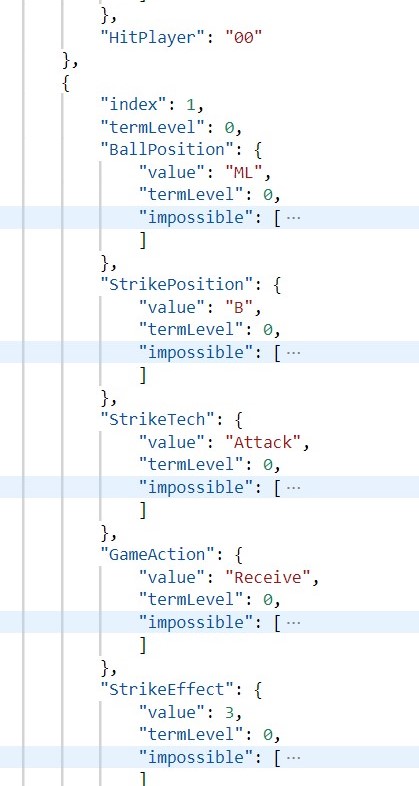 },
"HitPlayer": "00"
},
{
"index": 1,
"termLevel": 0,
"BallPosition": {
"value": "ML",
"termLevel": 0,
"impossible": [ ···
]
},
"StrikePosition": {
"value": "B",
"termLevel": 0,
"impossible": [ ···
]
},
"StrikeTech": {
"value": "Attack",
"termLevel": 0,
"impossible": [ ···
]
},
"GameAction": {
"value": "Receive",
"termLevel": 0,
"impossible": [ ···
]
},
"StrikeEffect": {
"value": 3,
"termLevel": 0,
"impossible": [ ···
]